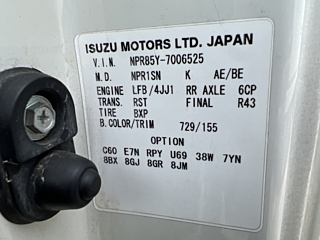 ISUZU MOTORS LTD. JAPAN
V.I.N. NPR85Y-7006525
M.D. NPR1SN K AE/BE
ENGINE LFB/4JJ1 RR AXLE 6CP
TRANS. RST FINAL R43
TIRE BXP
B.COLOR/TRIM 729/155
OPTION
C60 E7N RPY U69 38W 7YN
8BX 8GJ 8GR 8JM